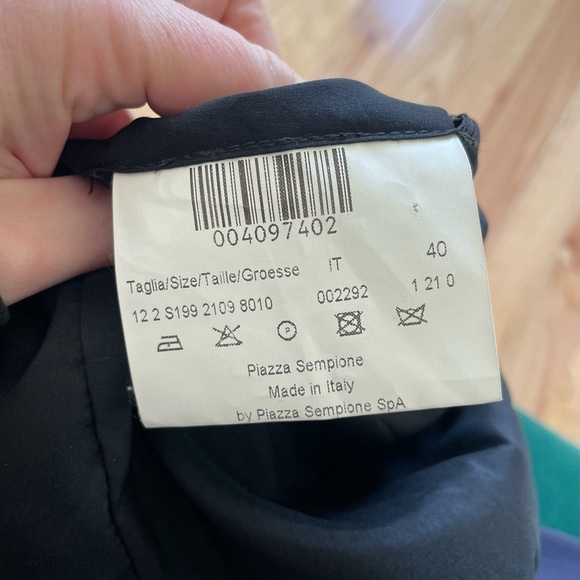 004097402
Taglia/Size/Taille/Groesse IT 40
12 2 S199 2109 8010 002292 1 21 0
Piazza Sempione
Made in Italy
by Piazza Sempione SpA